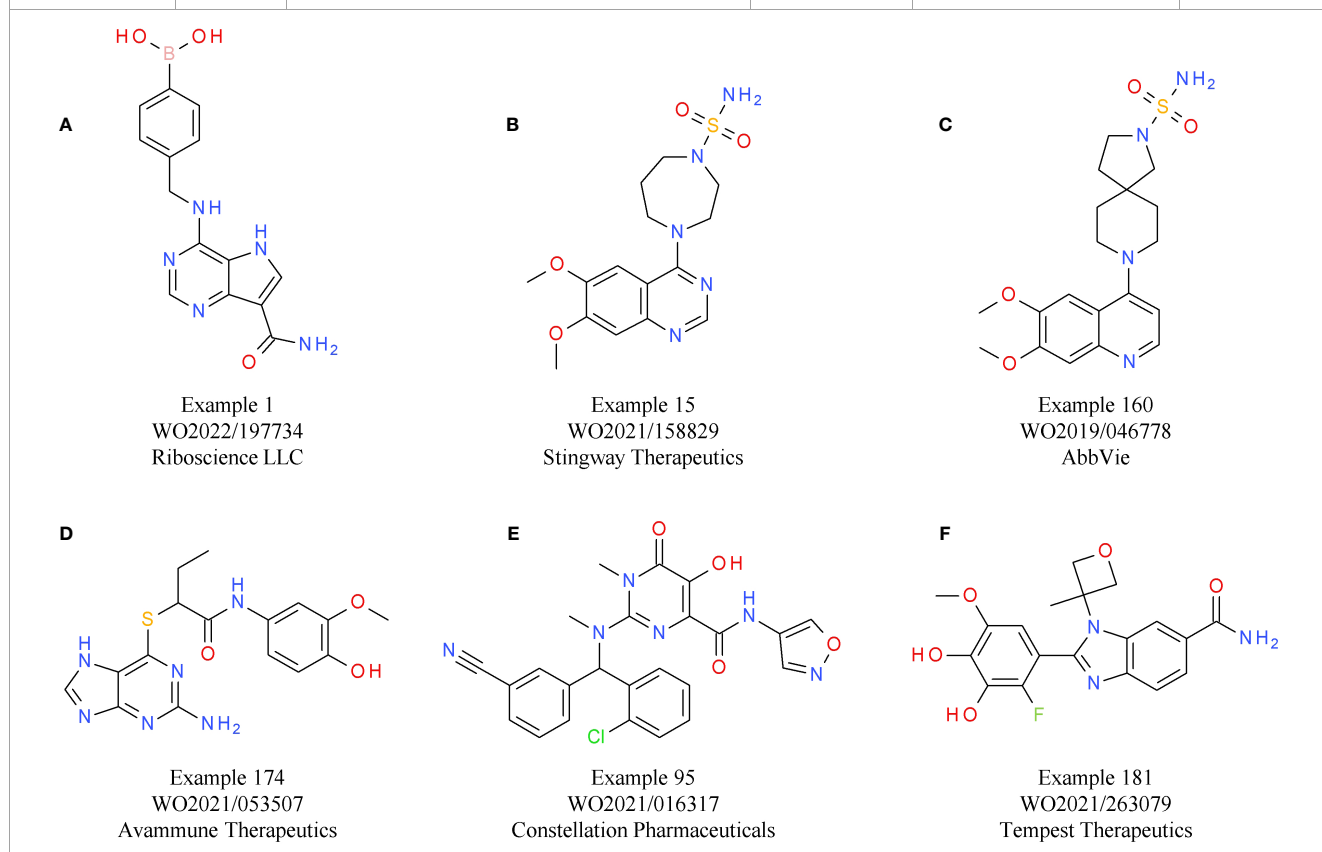 A
HO
OH
B
NH
N
H
N
N
NH2
O
Example 1
WO2022/197734
Riboscience LLC
B
NH2
O
S
O
N
N
O
N
O
N
Example 15
WO2021/158829
Stingway Therapeutics
C
NH2
O
S
O
N
N
O
O
N
Example 160
WO2019/046778
AbbVie
D
H
N
O
S
O
OH
H
N
N
N
N
NH2
Example 174
WO2021/053507
Avammune Therapeutics
E
O
N
OH
H
N
N
N
O
O
N
N
Cl
Example 95
WO2021/016317
Constellation Pharmaceuticals
F
O
O
O
N
NH2
HO
N
HO
F
Example 181
WO2021/263079
Tempest Therapeutics